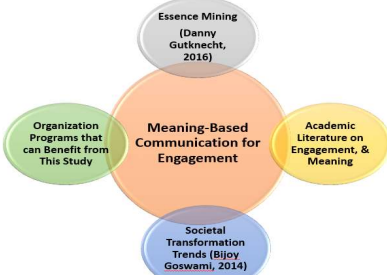 Essence Mining
(Danny
Gutknecht,
2016)
Organization
Programs that
can Benefit from
This Study
Meaning-Based
Communication for
Engagement
Academic
Literature on
Engagement, &
Meaning
Societal
Transformation
Trends (Bijoy
Goswami, 2014)